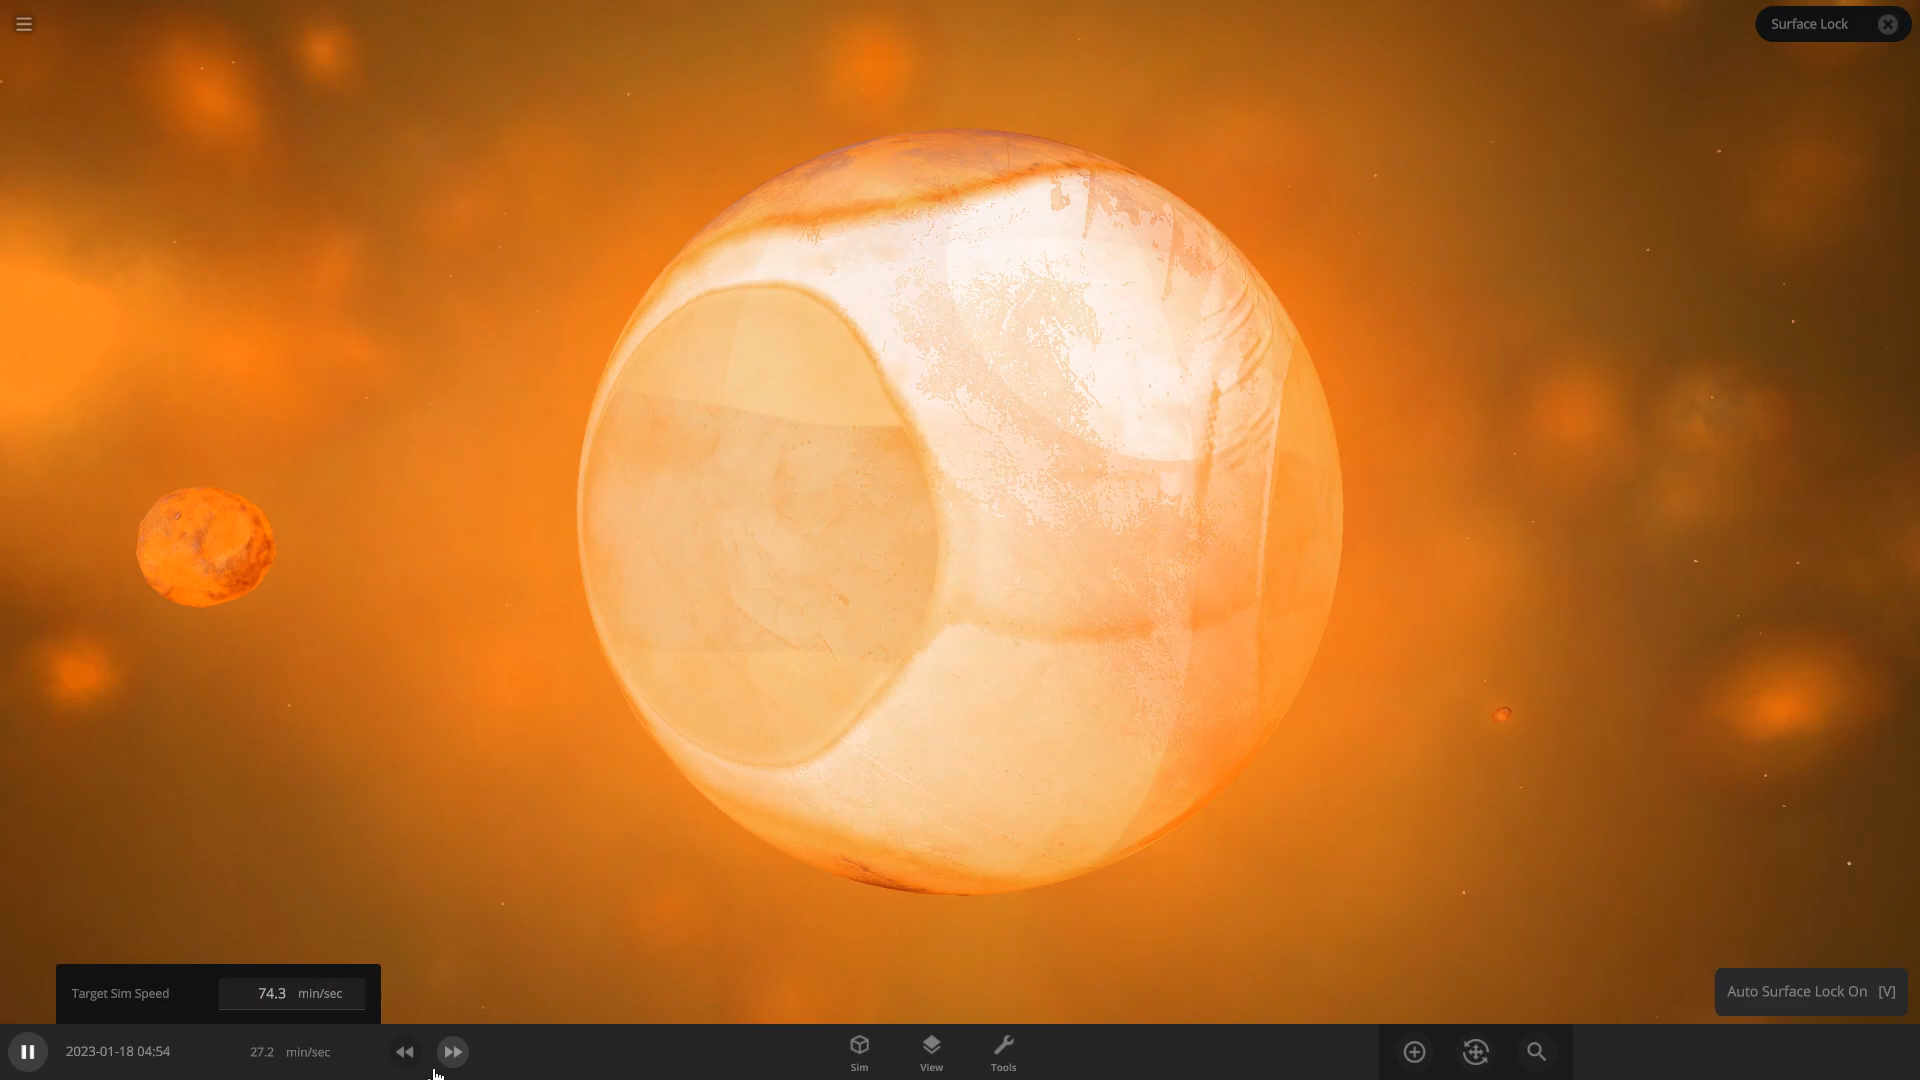 Surface Lock
Target Sim Speed 74.3 min/sec
Auto Surface Lock On [V]
2023-01-18 04:54 27.2 min/sec
Sim View Tools